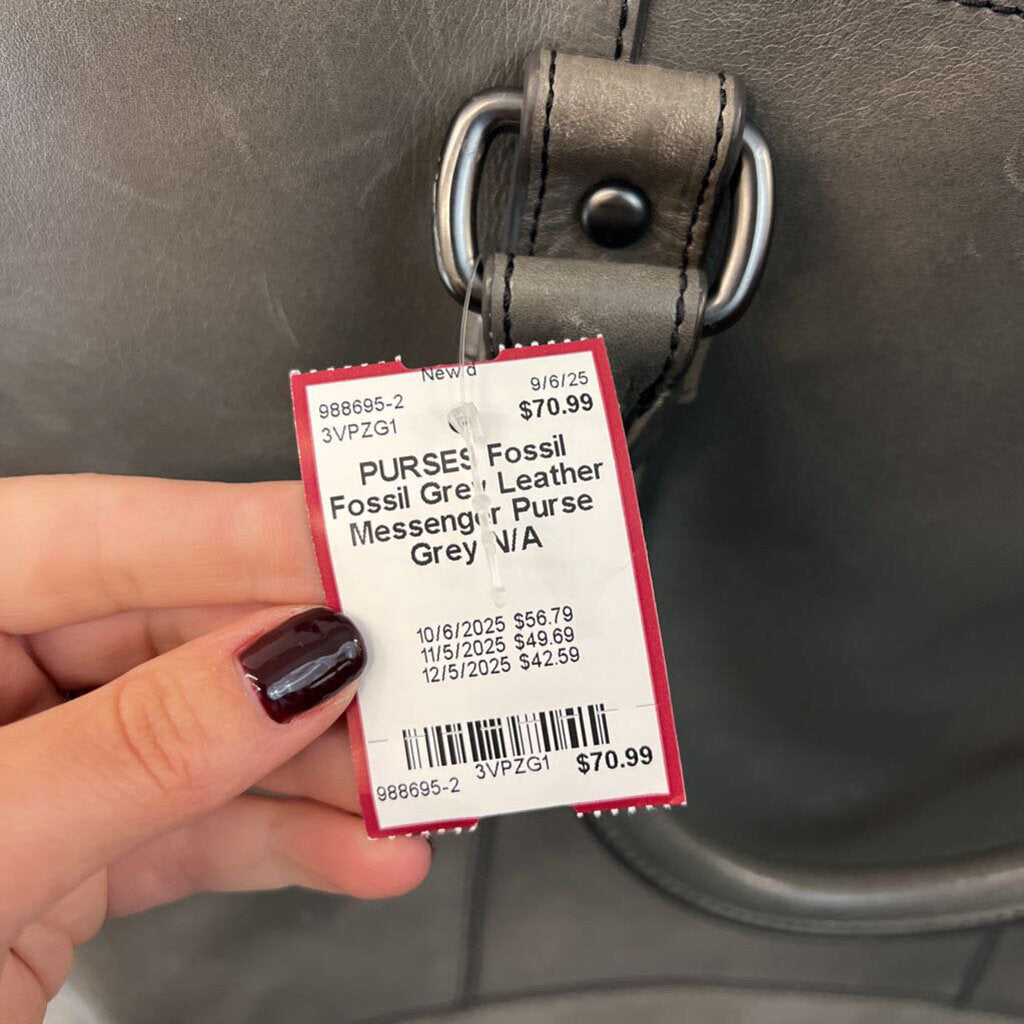 New d
988695-2 9/6/25
3VPZG1 $70.99
PURSES Fossil
Fossil Grey Leather
Messenger Purse
Grey N/A
10/6/2025 $56.79
11/5/2025 $49.69
12/5/2025 $42.59
988695-2 3VPZG1 $70.99